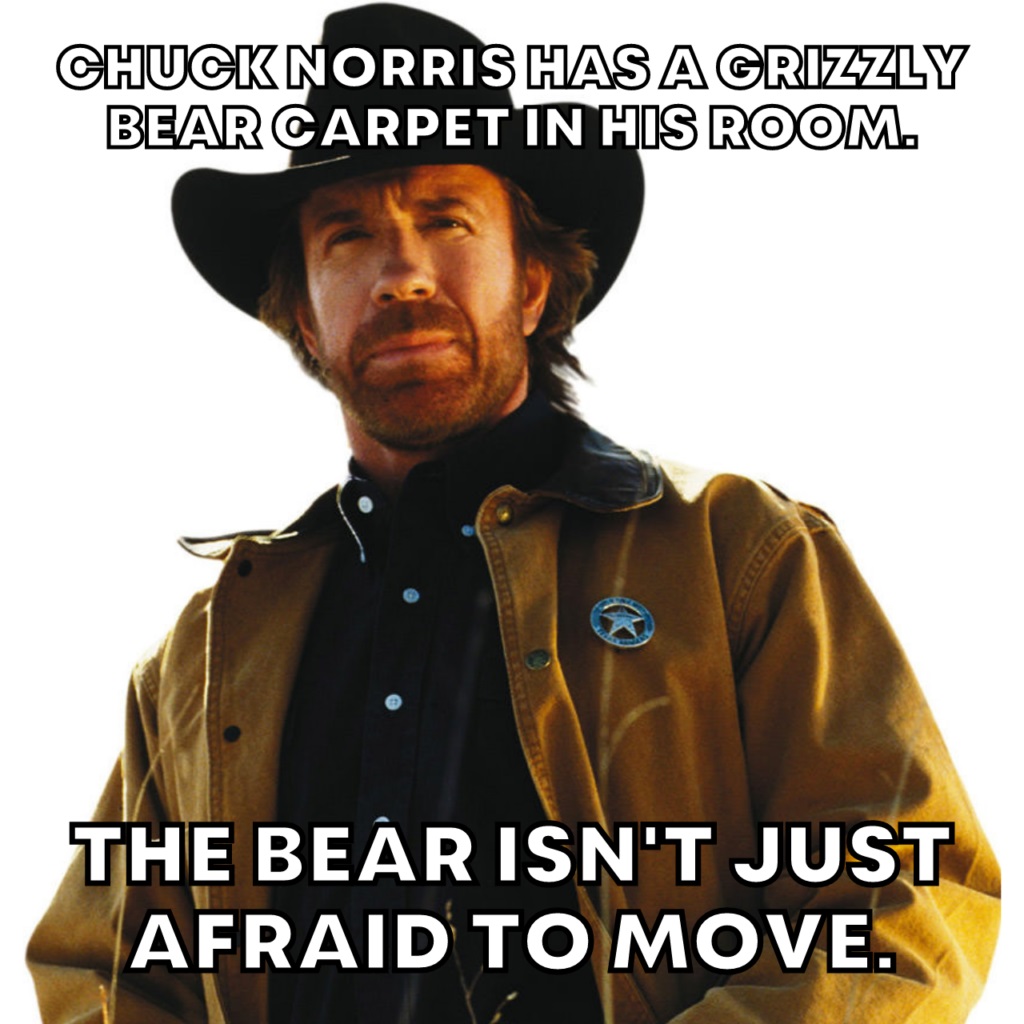 CHUCK NORRIS HAS A GRIZZLY
BEAR CARPET IN HIS ROOM.
THE BEAR ISN'T JUST
AFRAID TO MOVE.